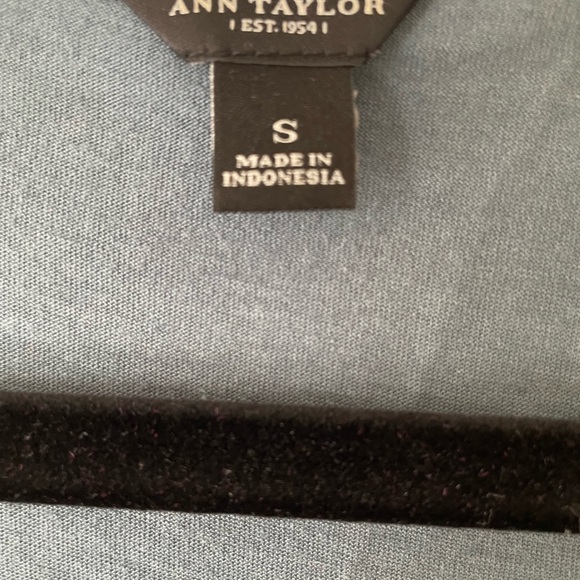 ANN TAYLOR
EST. 1954
S
MADE IN
INDONESIA